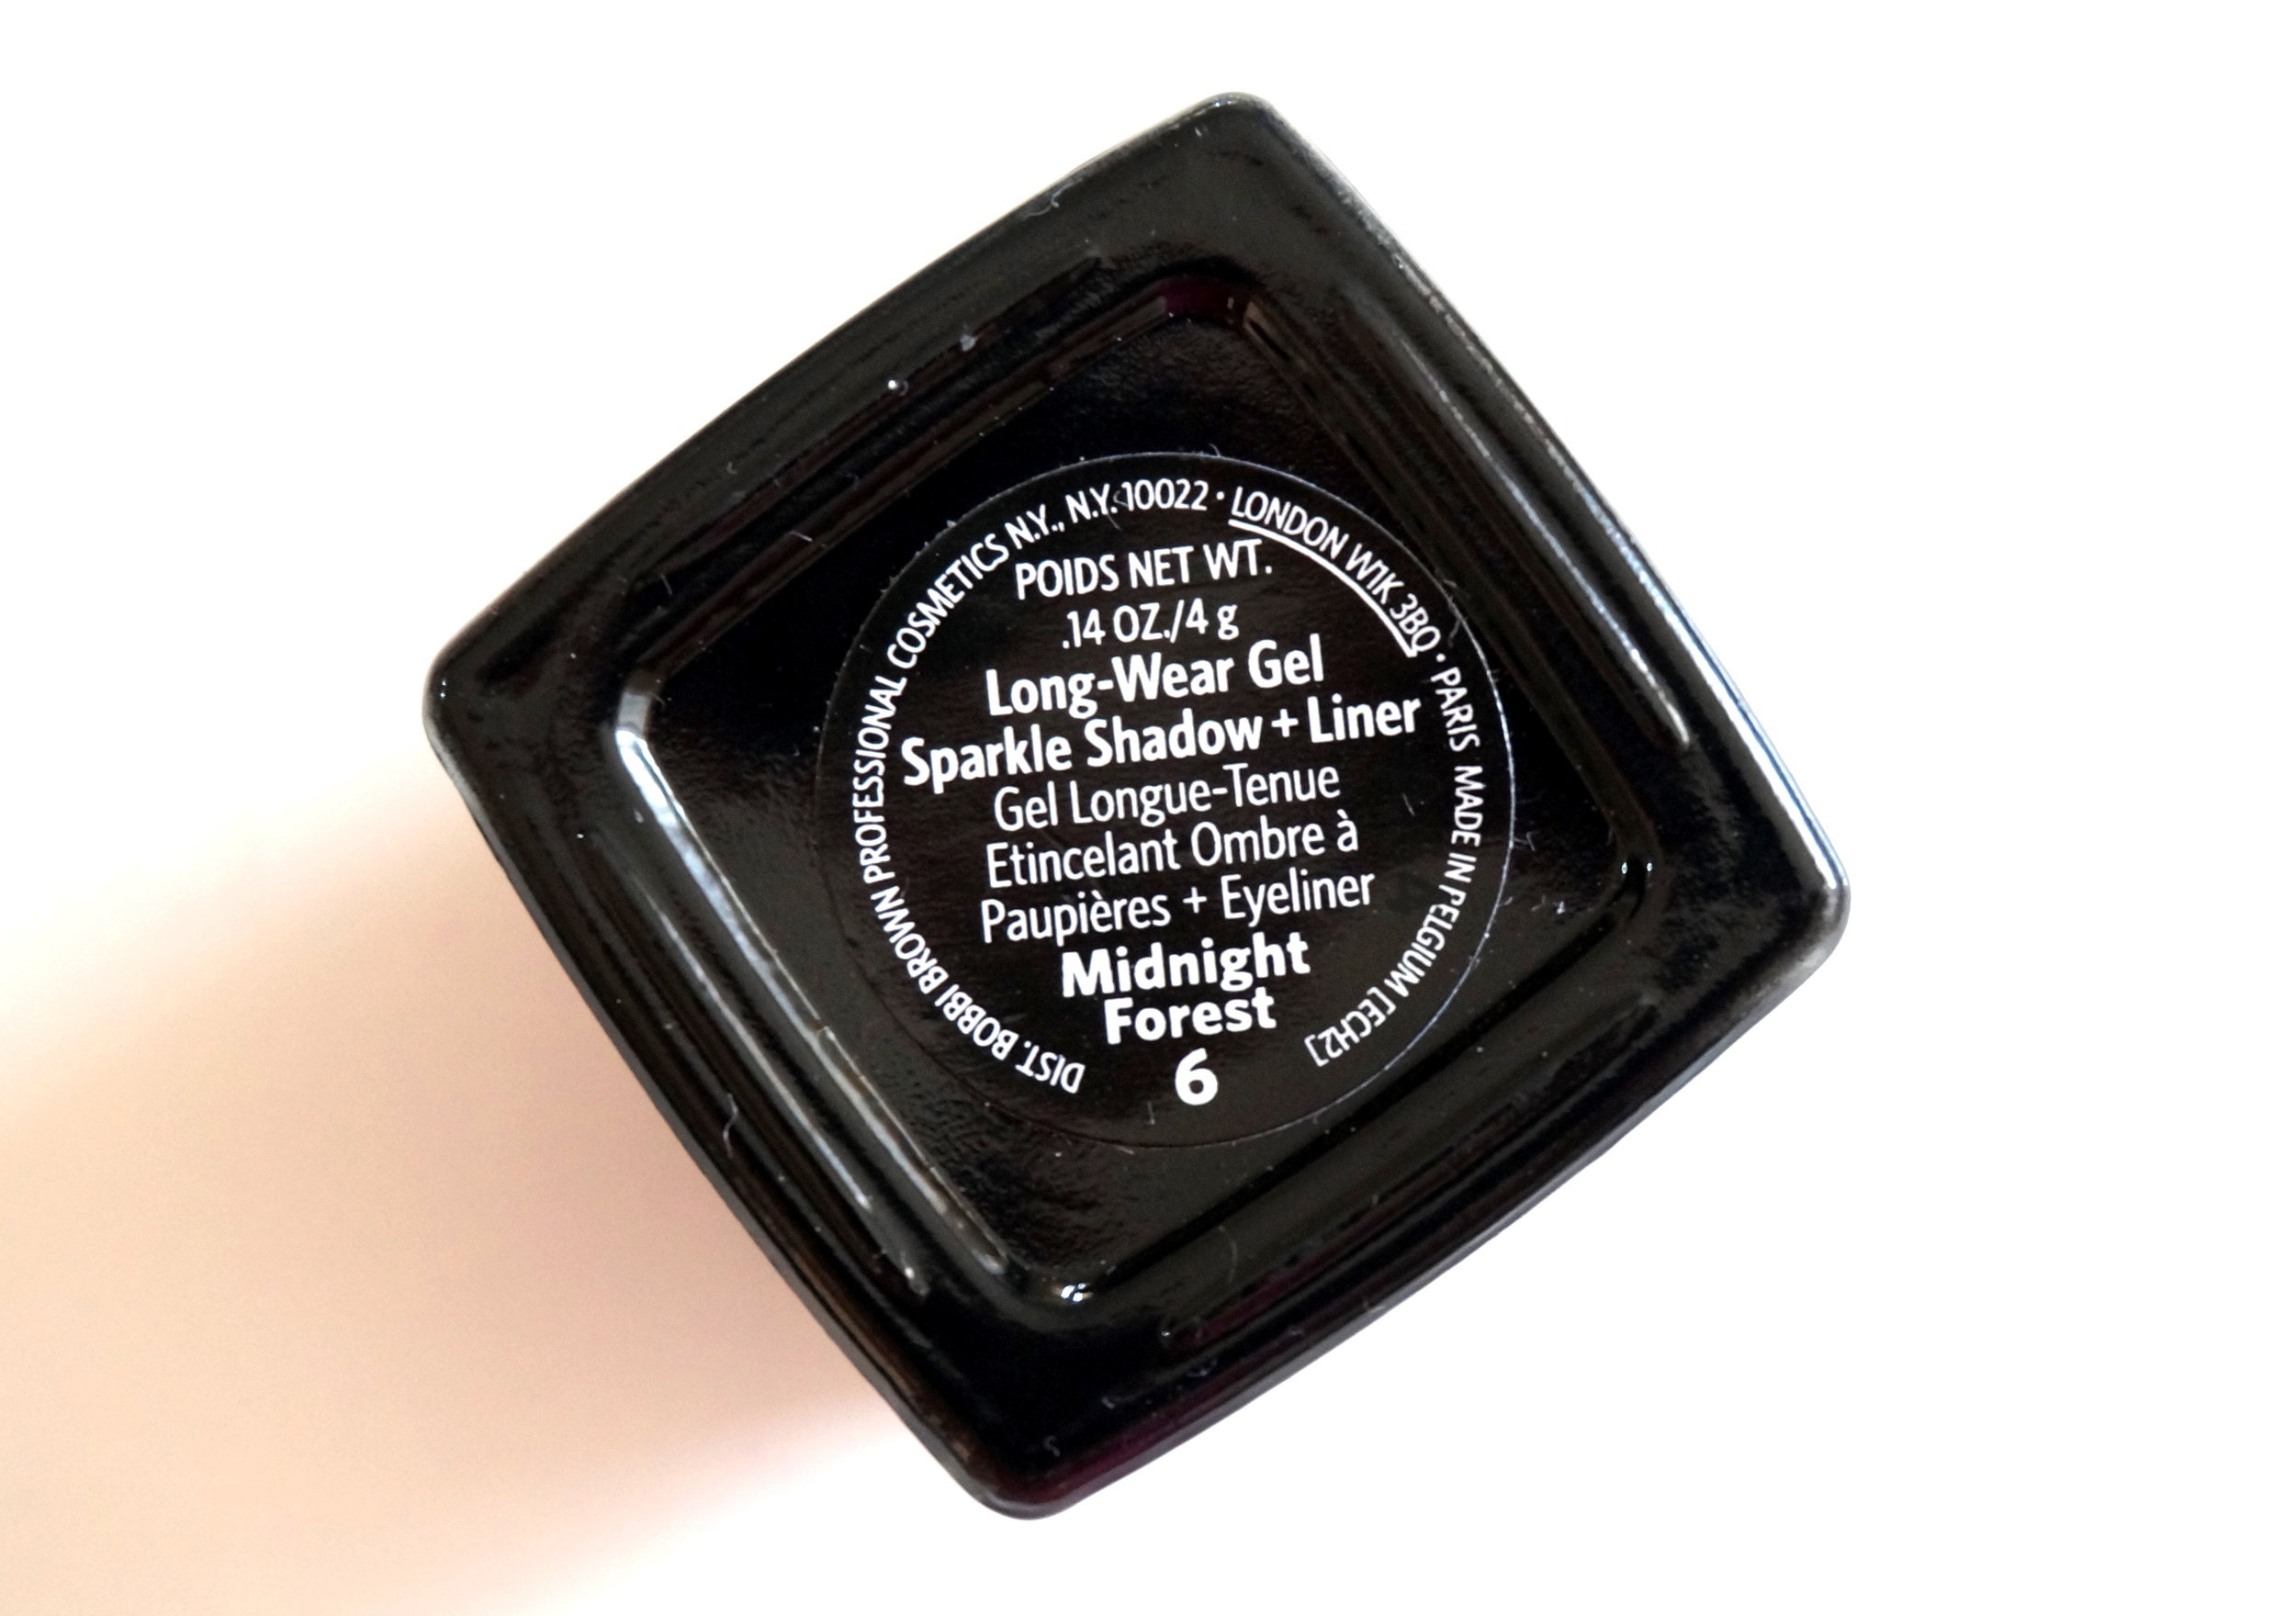 DIST. BOBBI BROWN PROFESSIONAL COSMETICS N.Y., N.Y. 10022 · LONDON W1K 3BQ · PARIS MADE IN BELGIUM [ECH2]
POIDS NET WT.
.14 OZ./4 g
Long-Wear Gel
Sparkle Shadow + Liner
Gel Longue-Tenue
Etincelant Ombre à
Paupières + Eyeliner
Midnight
Forest
6